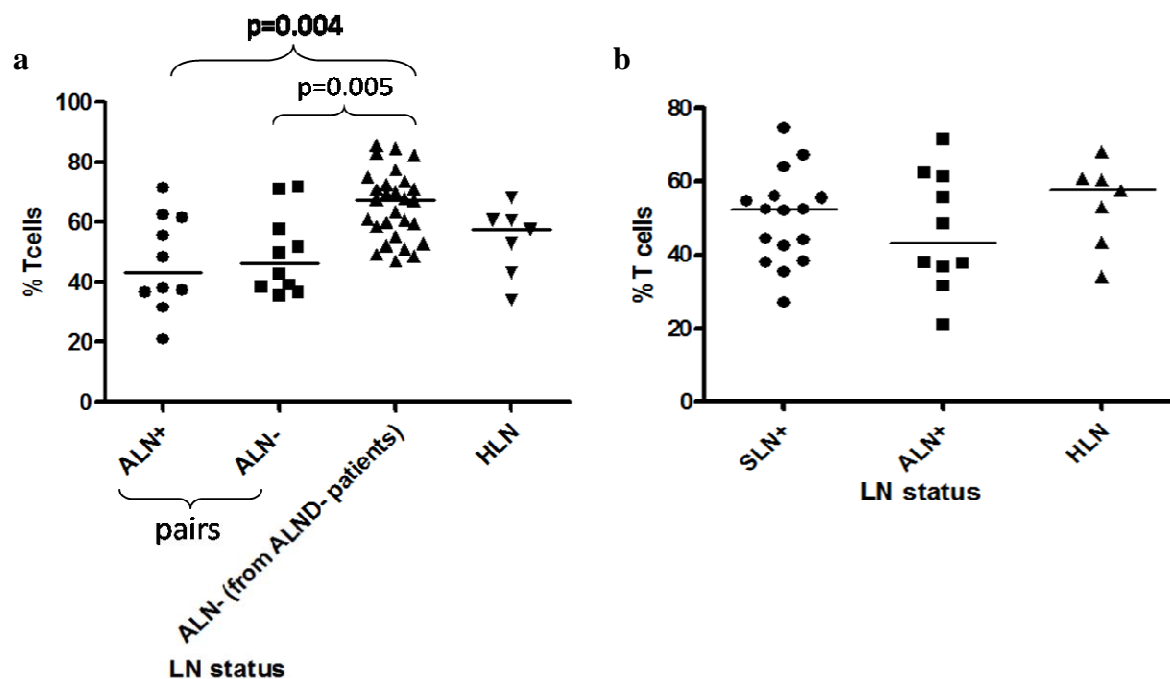 a
p=0.004
p=0.005
100
80
60
40
20
0
% Tcells
ALN+
ALN-
ALN- (from ALND- patients)
HLN
pairs
LN status
b
80
60
40
20
0
% T cells
SLN+
ALN+
HLN
LN status